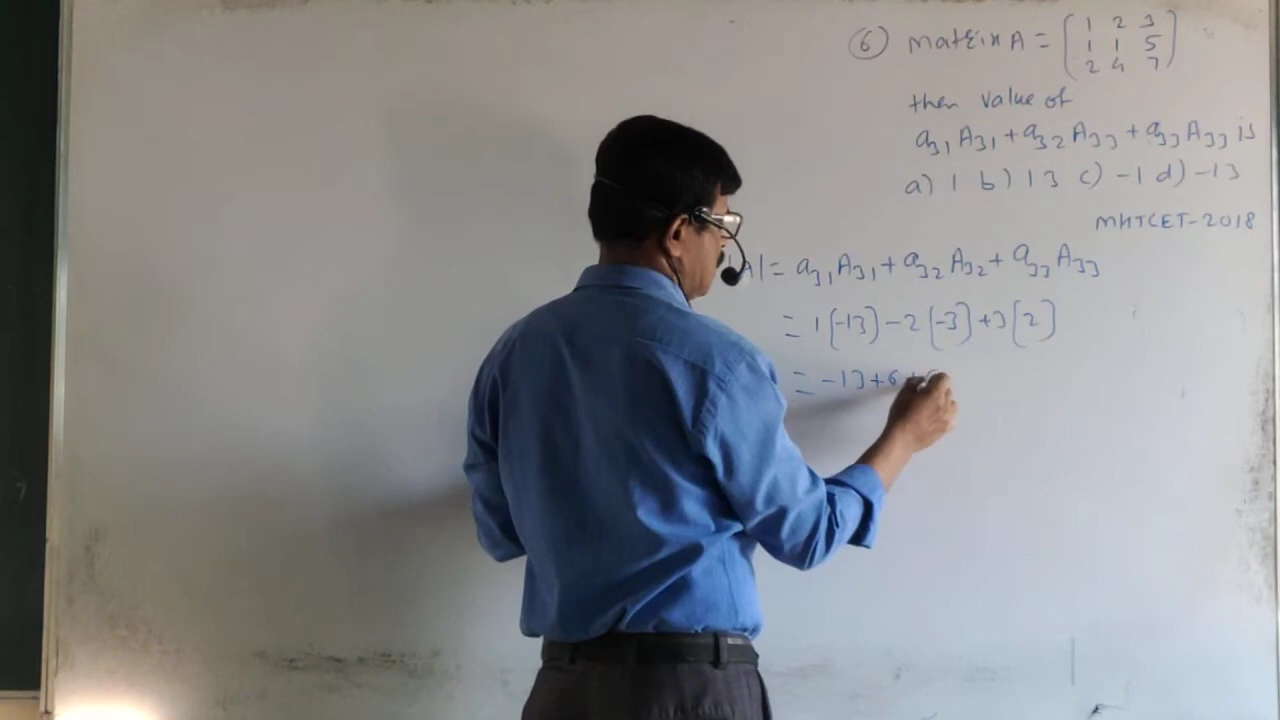 ⑥ matrix A = [1 2 3
1 1 5
2 4 7]
then value of
a31 A31 + a32 A33 + a33 A33 is
a) 1 b) 13 c) -1 d) -13
MHTCET-2018
|A| = a31 A31 + a32 A32 + a33 A33
= 1[-13] - 2[-3] + 3[2]
= -13 + 6 +